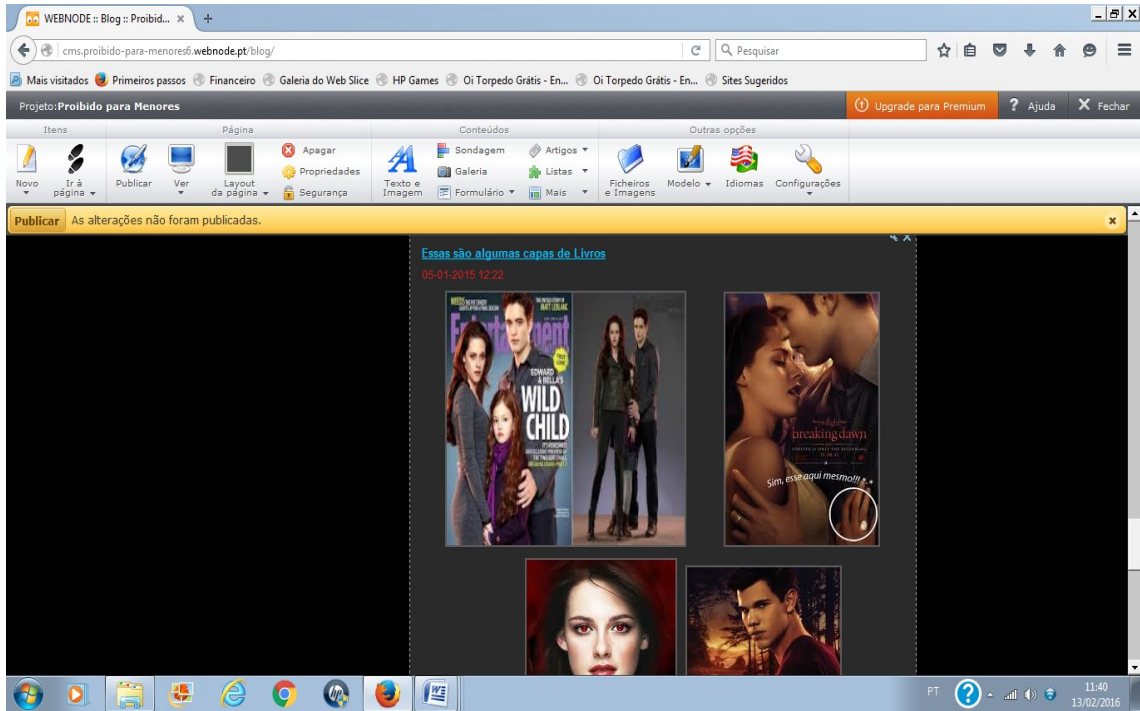 WEBNODE :: Blog :: Proibid...
cms.proibido-para-menores6.webnode.pt/blog/
Pesquisar
Mais visitados Primeiros passos Financeiro Galeria do Web Slice HP Games Oi Torpedo Grátis - En... Oi Torpedo Grátis - En... Sites Sugeridos
Projeto:Proibido para Menores Upgrade para Premium ? Ajuda X Fechar
Itens Página Conteúdos Outras opções
Novo
Ir à
página
Publicar
Ver
Layout
da página
Apagar
Propriedades
Segurança
Texto e
Imagem
Sondagem
Galeria
Formulário
Artigos
Listas
Mais
Ficheiros
e Imagens
Modelo
Idiomas
Configurações
Publicar As alterações não foram publicadas.
Essas são algumas capas de Livros
05-01-2015 12:22
MATT LEBLANC
Entertainment
EDWARD
& BELLA'S
WILD
CHILD
breaking dawn
Sim, esse aqui mesmo!!! *-*
PT
11:40
13/02/2016